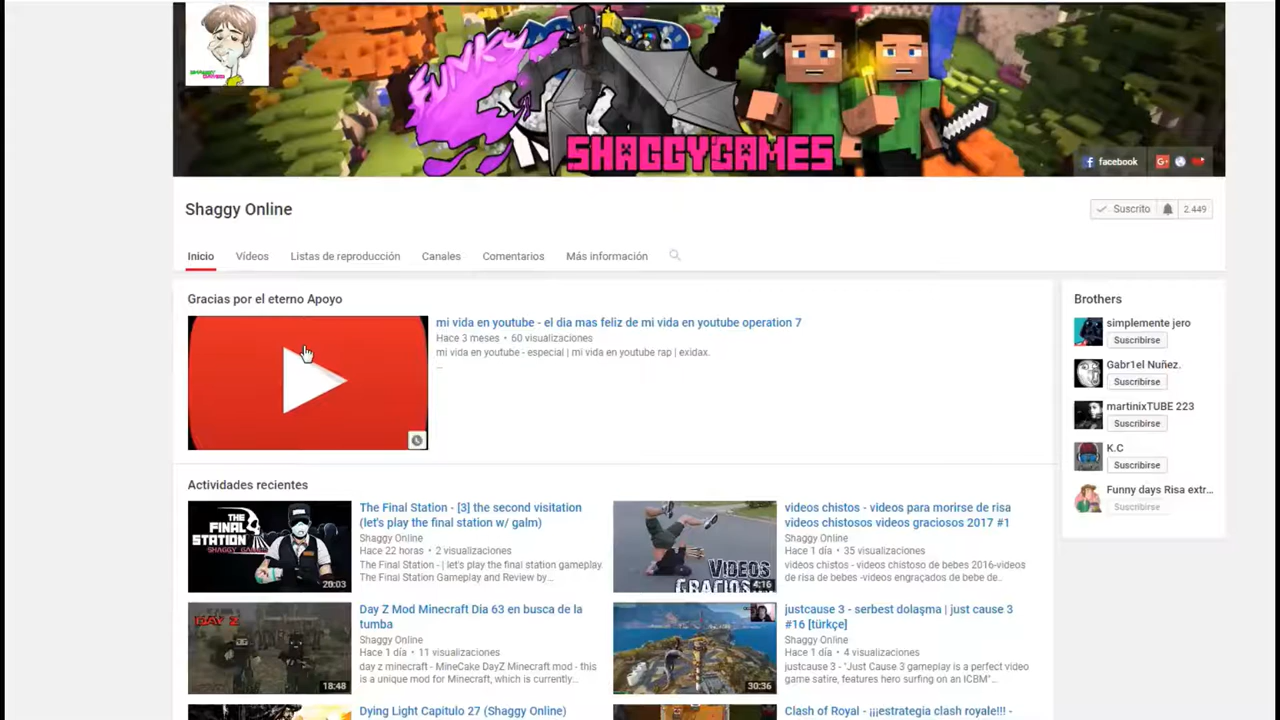 SHAGGY GAMES
SHAGGYGAMES
facebook
Shaggy Online
Suscrito 2.449
Inicio Vídeos Listas de reproducción Canales Comentarios Más información
Gracias por el eterno Apoyo
mi vida en youtube - el dia mas feliz de mi vida en youtube operation 7
Hace 3 meses • 60 visualizaciones
mi vida en youtube - especial | mi vida en youtube rap | exidax.
...
Brothers
simplemente jero
Suscribirse
Gabr1el Nuñez.
Suscribirse
martinixTUBE 223
Suscribirse
K.C
Suscribirse
Funny days Risa extr...
Suscribirse
Actividades recientes
THE FINAL STATION
SHAGGY GAMES
20:03
The Final Station - [3] the second visitation
(let's play the final station w/ galm)
Shaggy Online
Hace 22 horas • 2 visualizaciones
The Final Station - | let's play the final station gameplay.
The Final Station Gameplay and Review by...
VIDEOS
GRACIOS
4:16
videos chistos - videos para morirse de risa
videos chistosos videos graciosos 2017 #1
Shaggy Online
Hace 1 día • 35 visualizaciones
videos chistos - videos chistosos de bebes 2016-videos
de risa de bebes -videos engraçados de bebe de..
DAY Z
18:48
Day Z Mod Minecraft Dia 63 en busca de la
tumba
Shaggy Online
Hace 1 día • 11 visualizaciones
day z minecraft - MineCake DayZ Minecraft mod - this
is a unique mod for Minecraft, which is currently...
30:36
justcause 3 - serbest dolaşma | just cause 3
#16 [türkçe]
Shaggy Online
Hace 1 día • 4 visualizaciones
justcause 3 - "Just Cause 3 gameplay is a perfect video
game satire, features hero surfing on an ICBM"...
Dying Light Capitulo 27 (Shaggy Online)
Clash of Royal - ¡¡¡estrategia clash royale!!! -